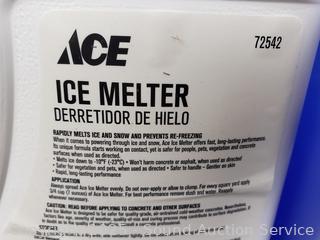 ACE
72542
ICE MELTER
DERRETIDOR DE HIELO
RAPIDLY MELTS ICE AND SNOW AND PREVENTS RE-FREEZING
When it comes to powering through ice and snow, Ace Ice Melter offers fast, long-lasting performance.
Its unique formula starts working on contact, yet is safer for people, pets, vegetation and concrete
surfaces when used as directed.
• Melts ice down to -10°F (-23°C) • Won't harm concrete or asphalt, when used as directed
• Safer for vegetation and pets, when used as directed • Safer to handle – Gentler on skin
• Rapid, long-lasting performance
APPLICATION
Always spread Ace Ice Melter evenly. Do not over-apply or allow to clump. For every square yard apply
CAUTION: READ BEFORE APPLYING TO CONCRETE AND OTHER SURFACES
Auction Service